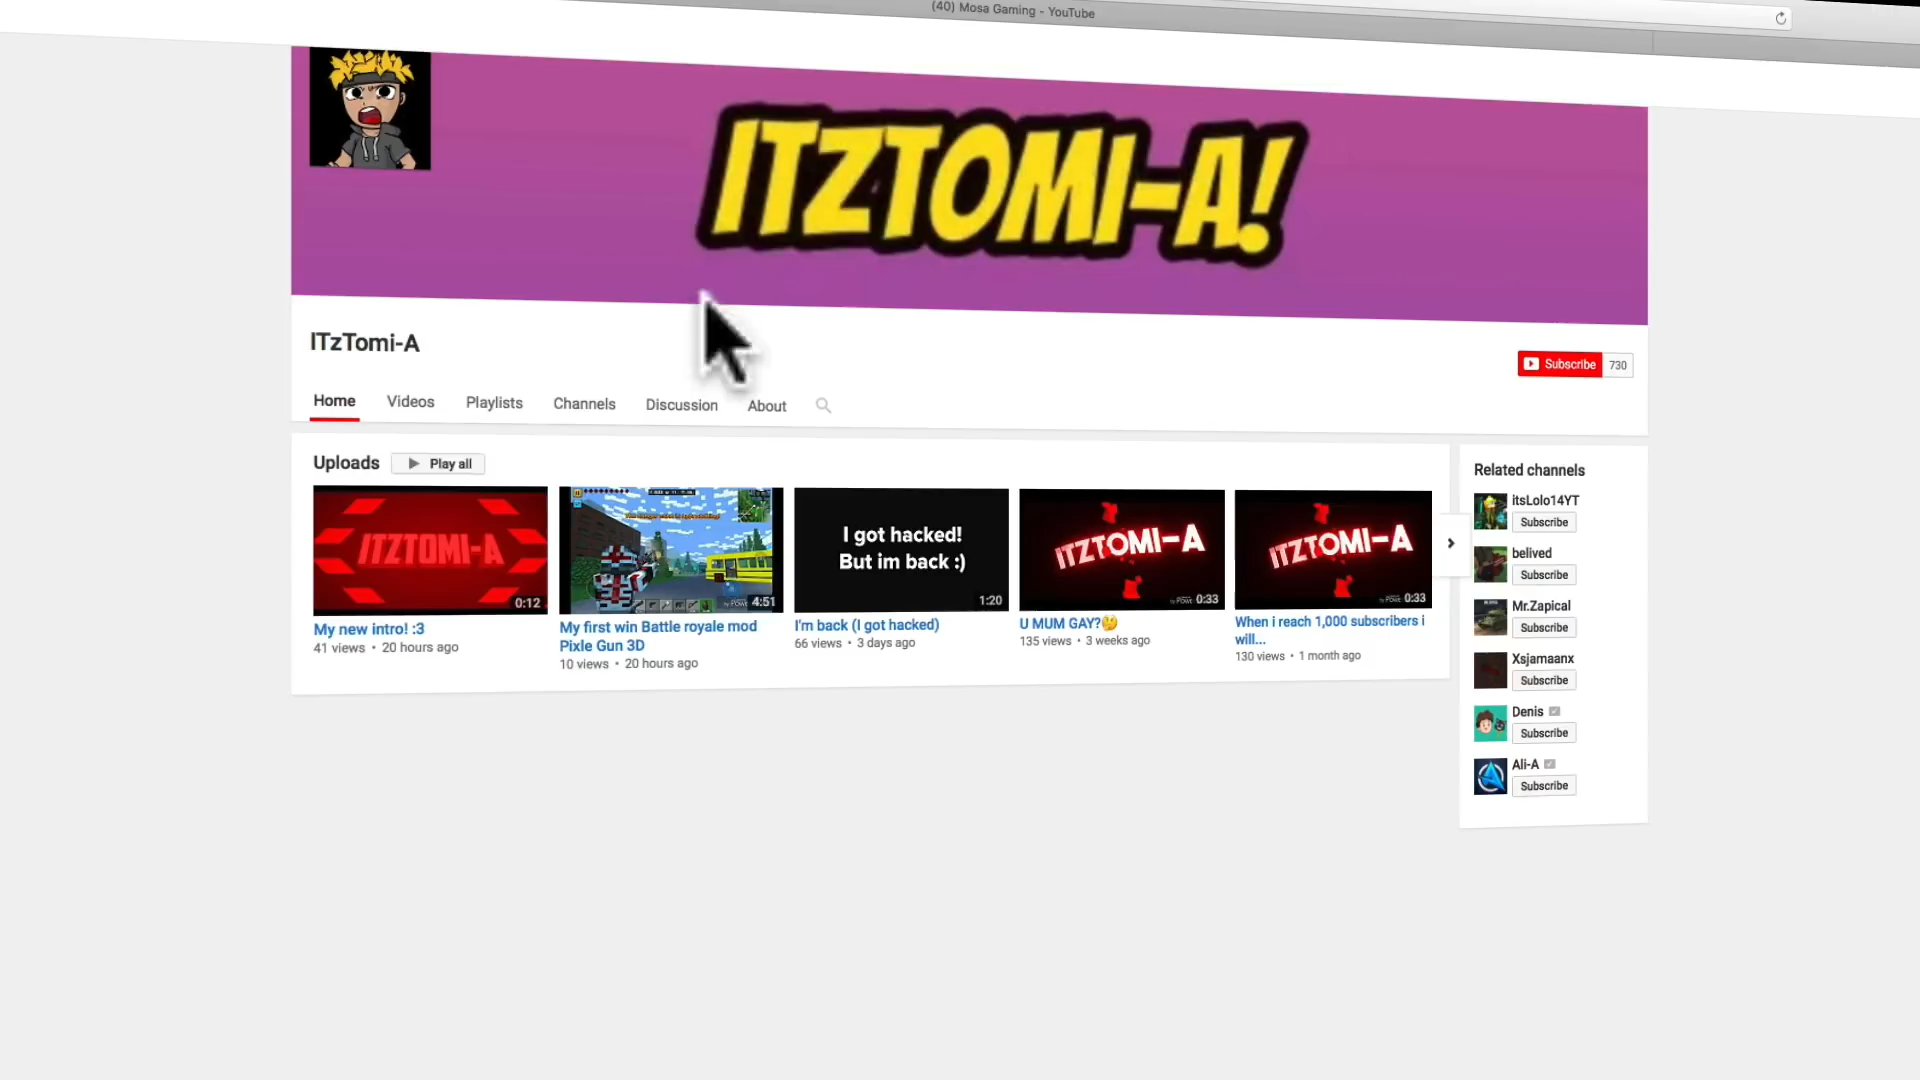 (40) Mosa Gaming - YouTube
ITZTOMI-A!
ITzTomi-A
Subscribe 730
Home Videos Playlists Channels Discussion About
Uploads Play all
ITZTOMI-A
0:12
My new intro! :3
41 views • 20 hours ago
4:51
My first win Battle royale mod
Pixle Gun 3D
10 views • 20 hours ago
I got hacked!
But im back :)
1:20
I'm back (I got hacked)
66 views • 3 days ago
ITZTOMI-A
0:33
U MUM GAY?🤔
135 views • 3 weeks ago
ITZTOMI-A
0:33
When i reach 1,000 subscribers i
will...
130 views • 1 month ago
Related channels
itsLolo14YT
Subscribe
belived
Subscribe
Mr.Zapical
Subscribe
Xsjamaanx
Subscribe
Denis
Subscribe
Ali-A
Subscribe